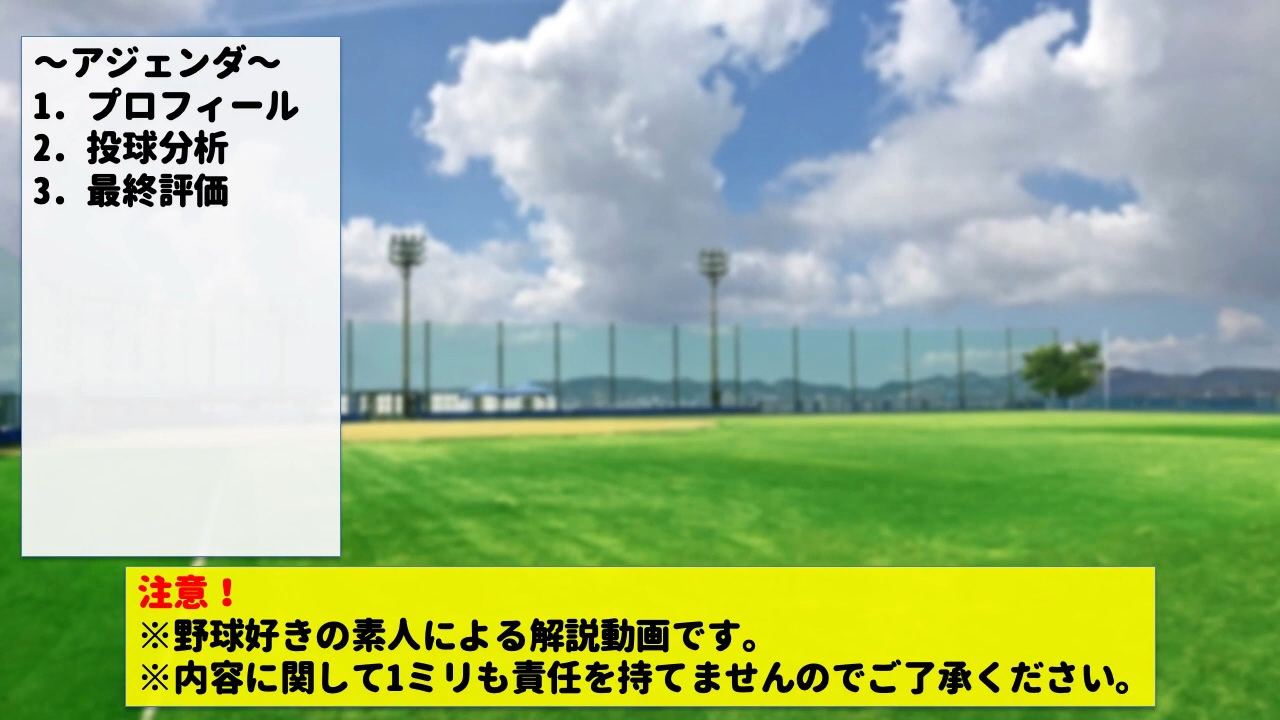 ～アジェンダ～
1. プロフィール
2. 投球分析
3. 最終評価
注意！
※野球好きの素人による解説動画です。
※内容に関して1ミリも責任を持てませんのでご了承ください。